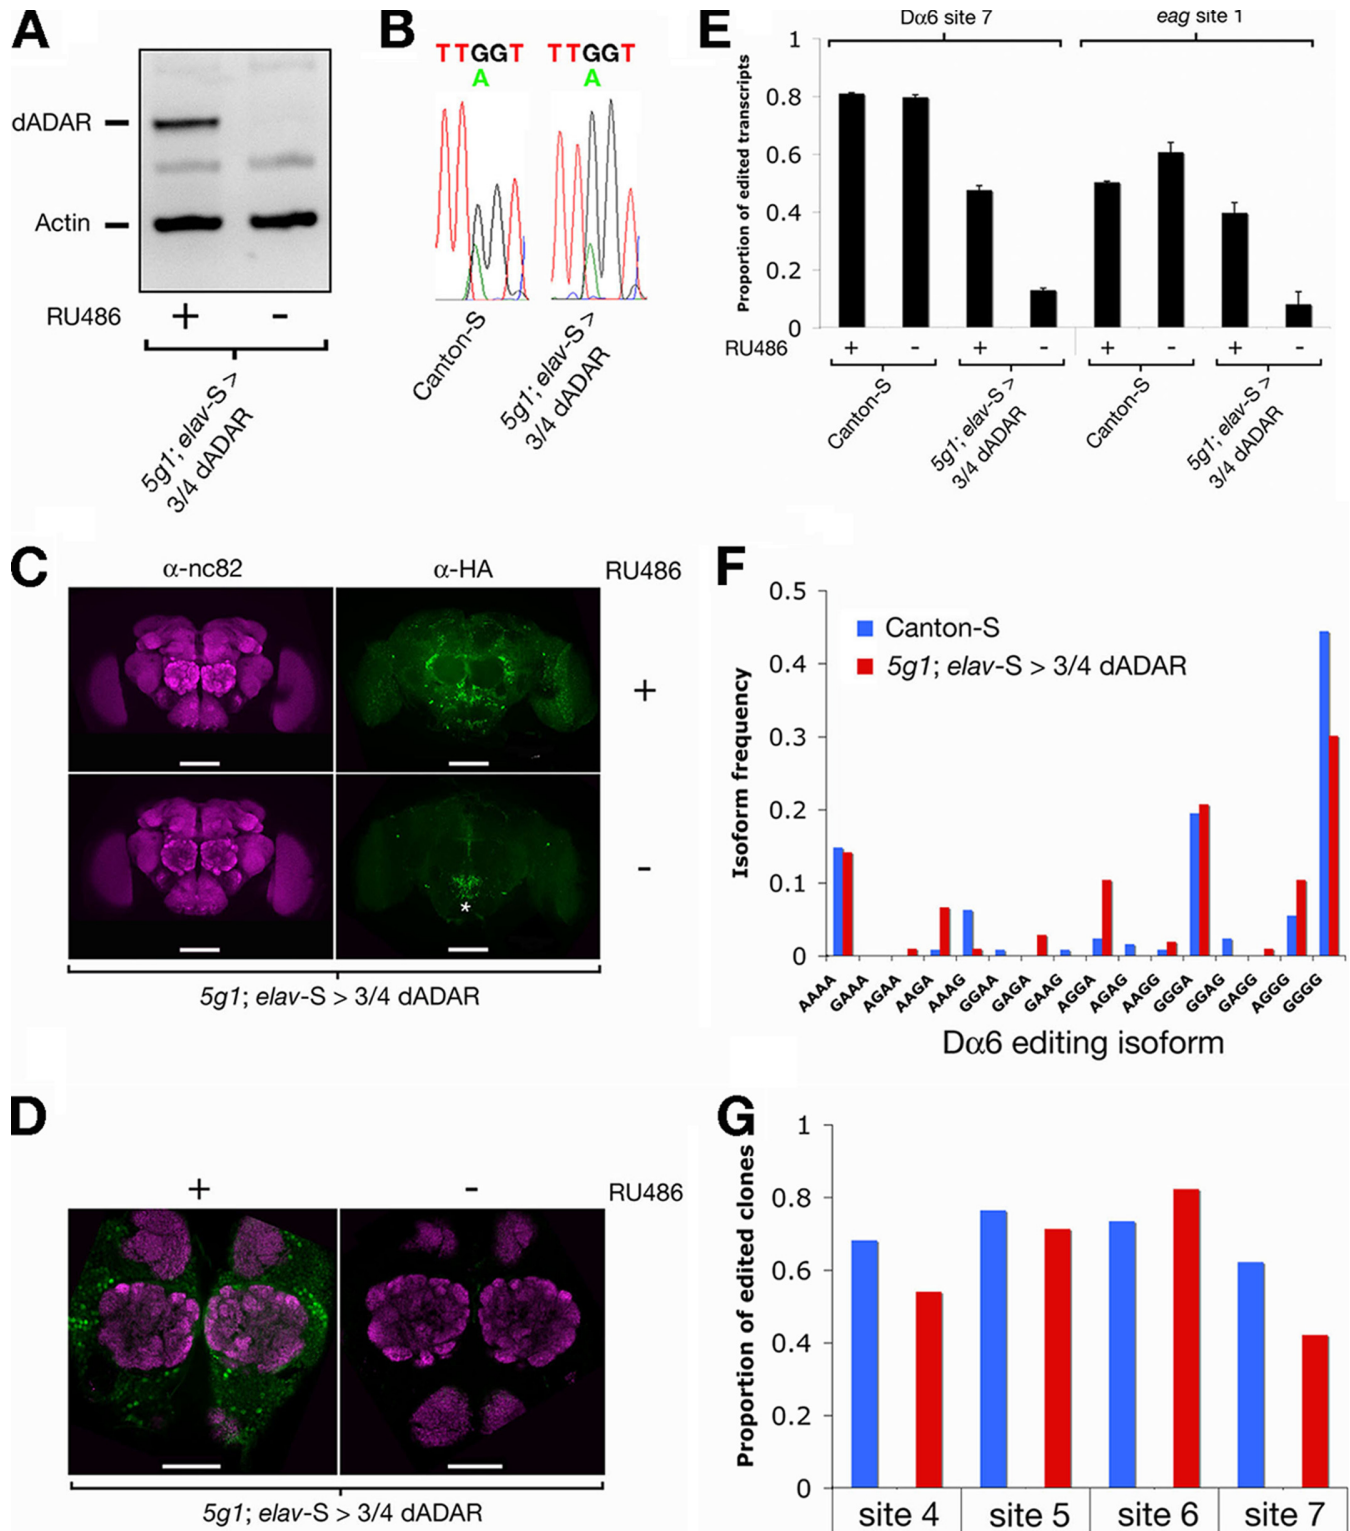 A
dADAR
Actin
RU486 + -
5g1; elav-S >
3/4 dADAR
B
TTGGT TTGGT
A A
Canton-S
5g1; elav-S >
3/4 dADAR
C
α-nc82 α-HA RU486
+
-
*
5g1; elav-S > 3/4 dADAR
D
+ - RU486
5g1; elav-S > 3/4 dADAR
E
Dα6 site 7 eag site 1
Proportion of edited transcripts
1
0.8
0.6
0.4
0.2
0
RU486 + - + - + - + -
Canton-S
5g1; elav-S >
3/4 dADAR
Canton-S
5g1; elav-S >
3/4 dADAR
F
Isoform frequency
0.5
0.4
0.3
0.2
0.1
0
Canton-S
5g1; elav-S > 3/4 dADAR
AAAA GAAA AGAA AAGA AAAG GGAA GAGA GAAG AGGA AGAG AAGG GGGA GGAG GAGG AGGG GGGG
Dα6 editing isoform
G
Proportion of edited clones
1
0.8
0.6
0.4
0.2
0
site 4 site 5 site 6 site 7